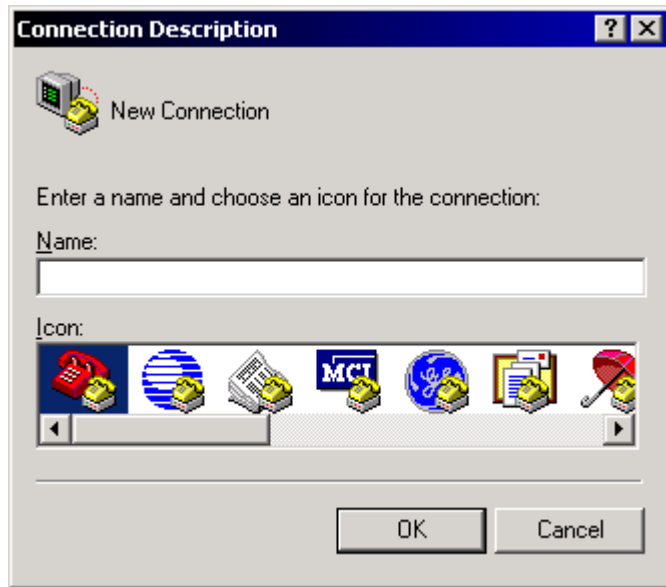 Connection Description
New Connection
Enter a name and choose an icon for the connection:
Name:
Icon:
MCI
OK Cancel